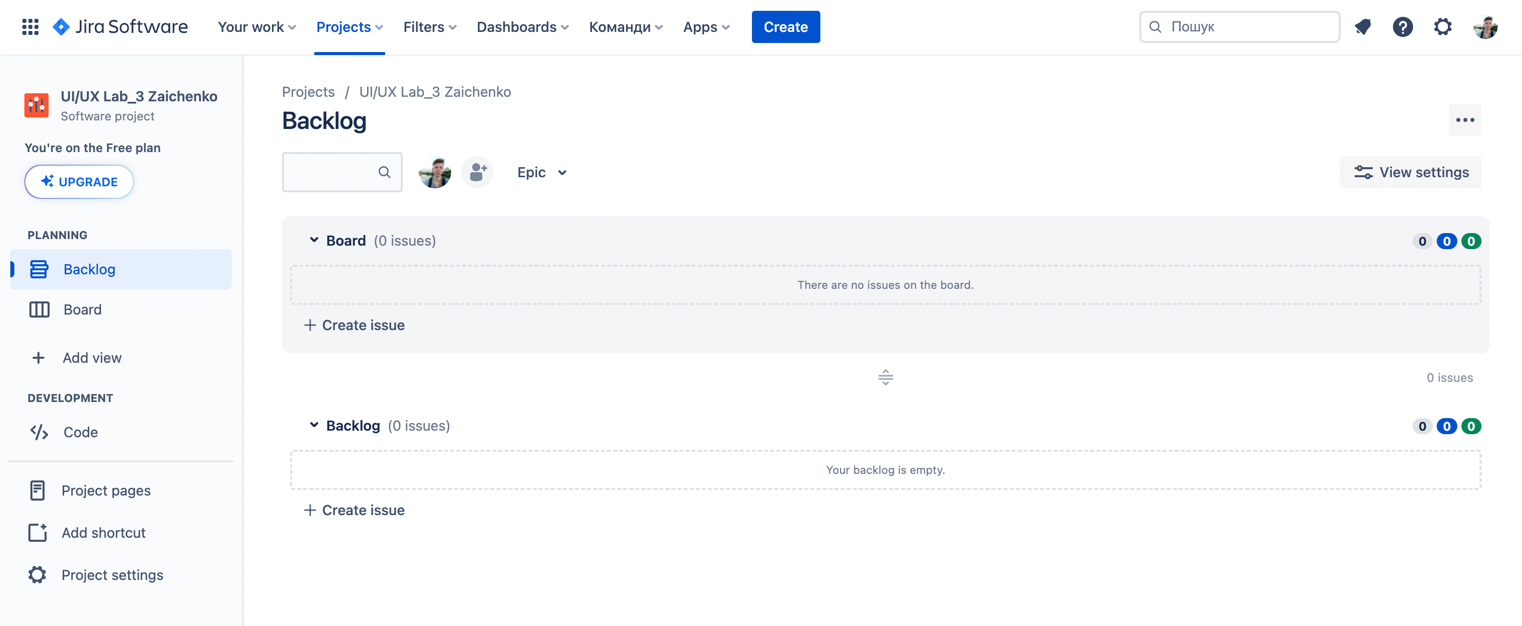 Jira Software
Your work
Projects
Filters
Dashboards
Команди
Apps
Create
Пошук
UI/UX Lab_3 Zaichenko
Software project
You're on the Free plan
UPGRADE
PLANNING
Backlog
Board
Add view
DEVELOPMENT
Code
Project pages
Add shortcut
Project settings
Projects / UI/UX Lab_3 Zaichenko
Backlog
Epic
View settings
Board (0 issues)
0 0 0
There are no issues on the board.
+ Create issue
0 issues
Backlog (0 issues)
0 0 0
Your backlog is empty.
+ Create issue